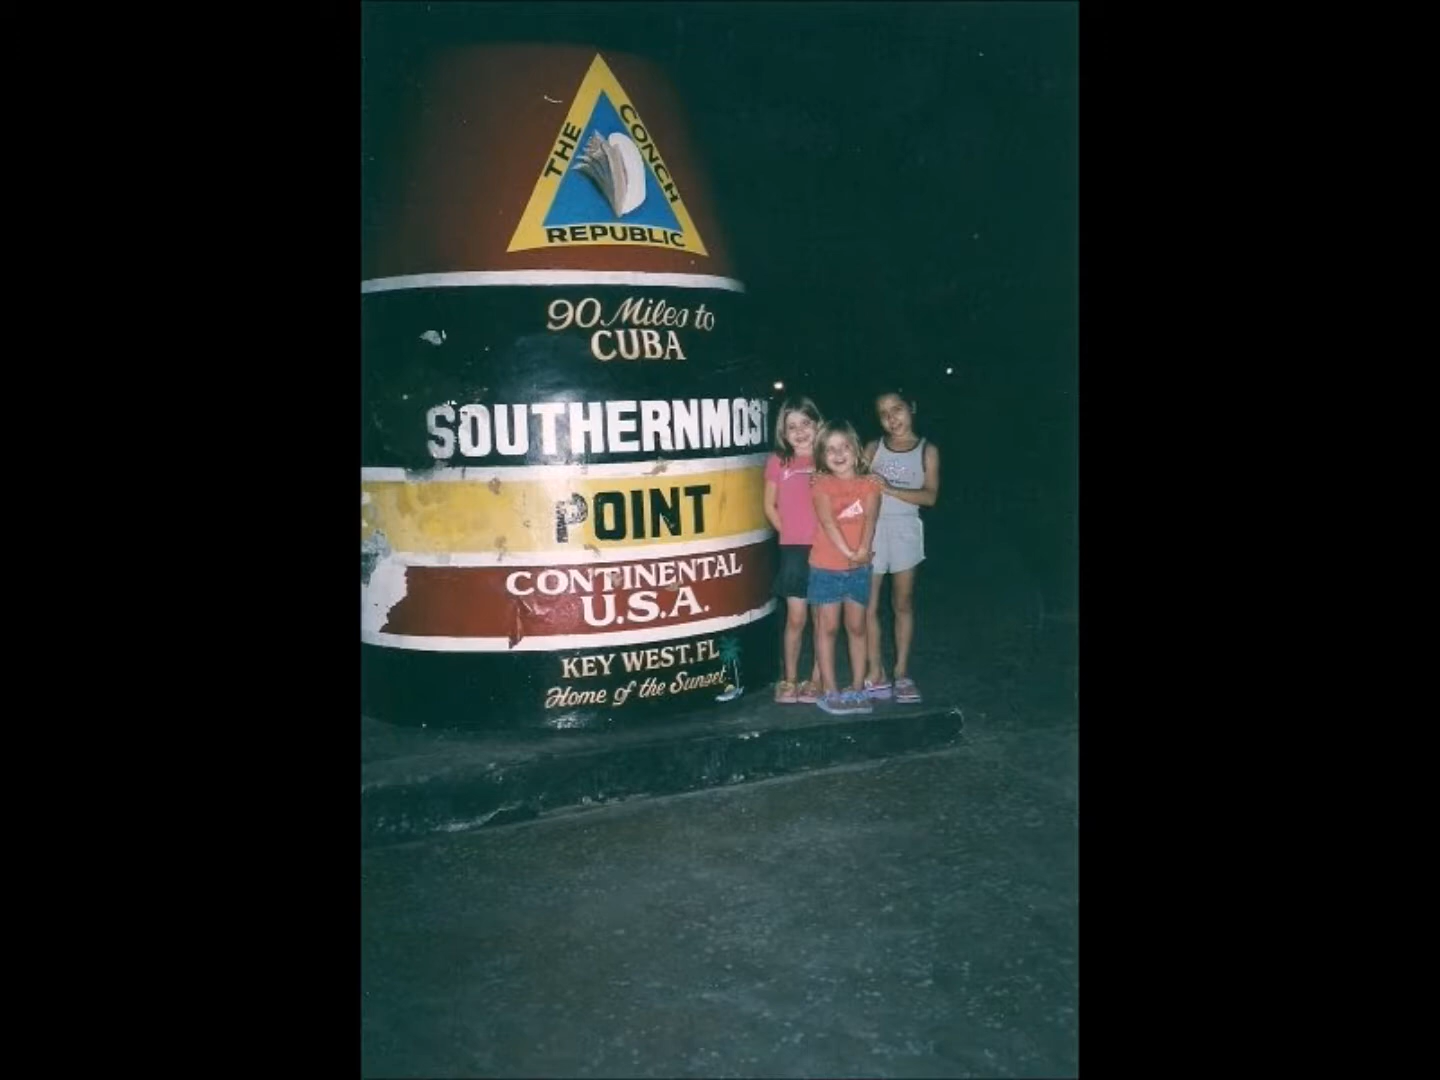 THE CONCH
REPUBLIC
90 Miles to
CUBA
SOUTHERNMOST
POINT
CONTINENTAL
U.S.A.
KEY WEST, FL
Home of the Sunset